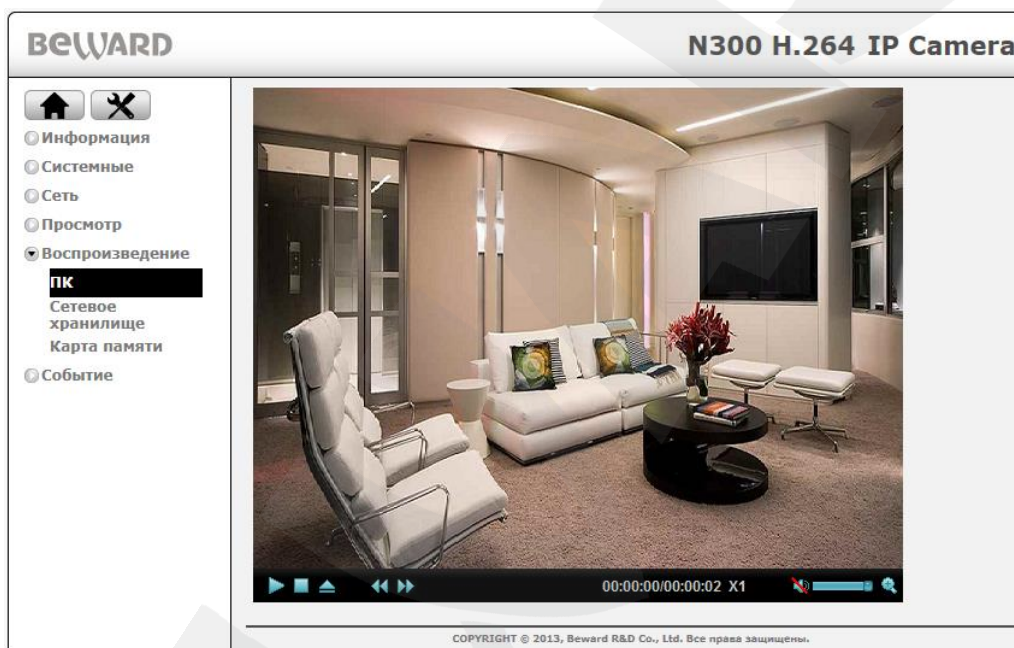 BEWARD
N300 H.264 IP Camera
Информация
Системные
Сеть
Просмотр
Воспроизведение
ПК
Сетевое
хранилище
Карта памяти
Событие
00:00:00/00:00:02 X1
COPYRIGHT © 2013, Beward R&D Co., Ltd. Все права защищены.